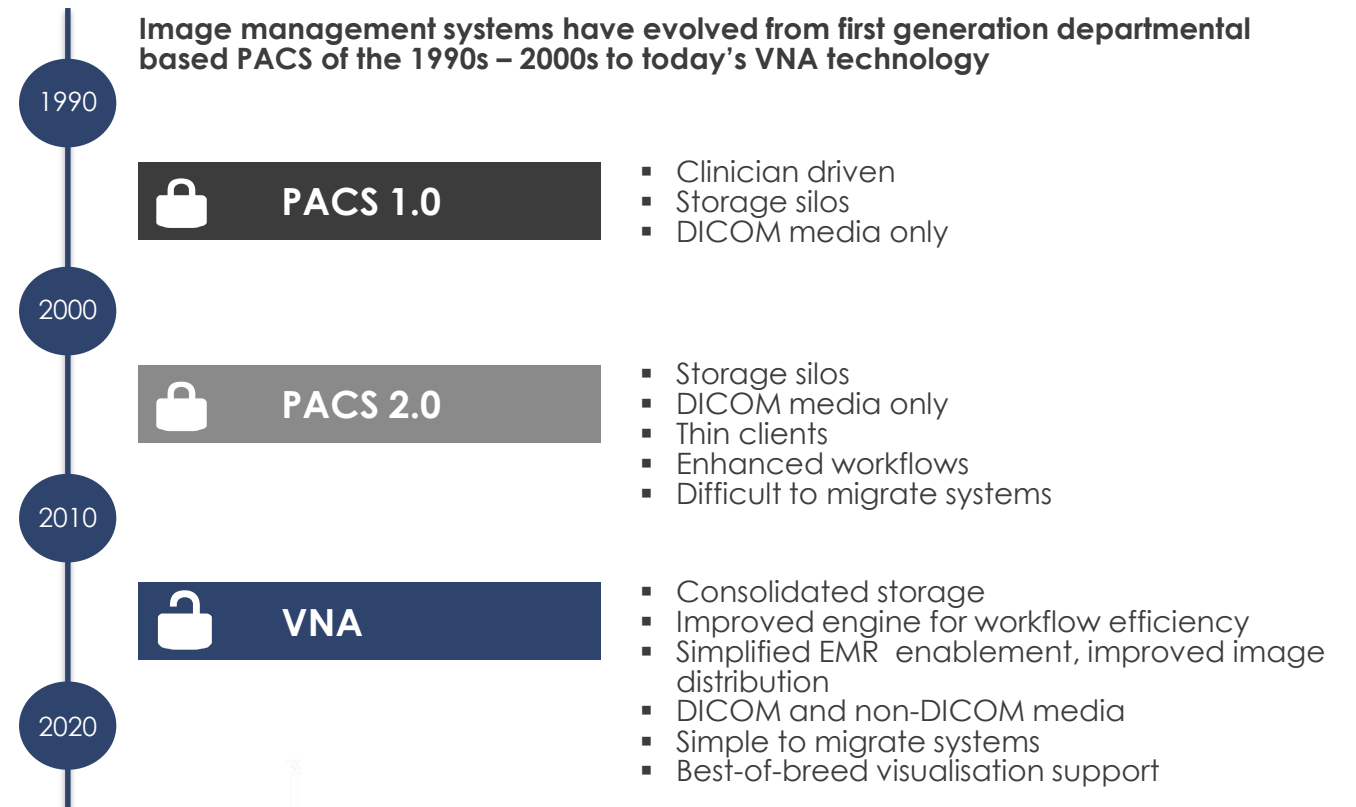 Image management systems have evolved from first generation departmental
based PACS of the 1990s – 2000s to today's VNA technology
1990
PACS 1.0
▪ Clinician driven
▪ Storage silos
▪ DICOM media only
2000
PACS 2.0
▪ Storage silos
▪ DICOM media only
▪ Thin clients
▪ Enhanced workflows
▪ Difficult to migrate systems
2010
VNA
▪ Consolidated storage
▪ Improved engine for workflow efficiency
▪ Simplified EMR  enablement, improved image
distribution
▪ DICOM and non-DICOM media
▪ Simple to migrate systems
▪ Best-of-breed visualisation support
2020